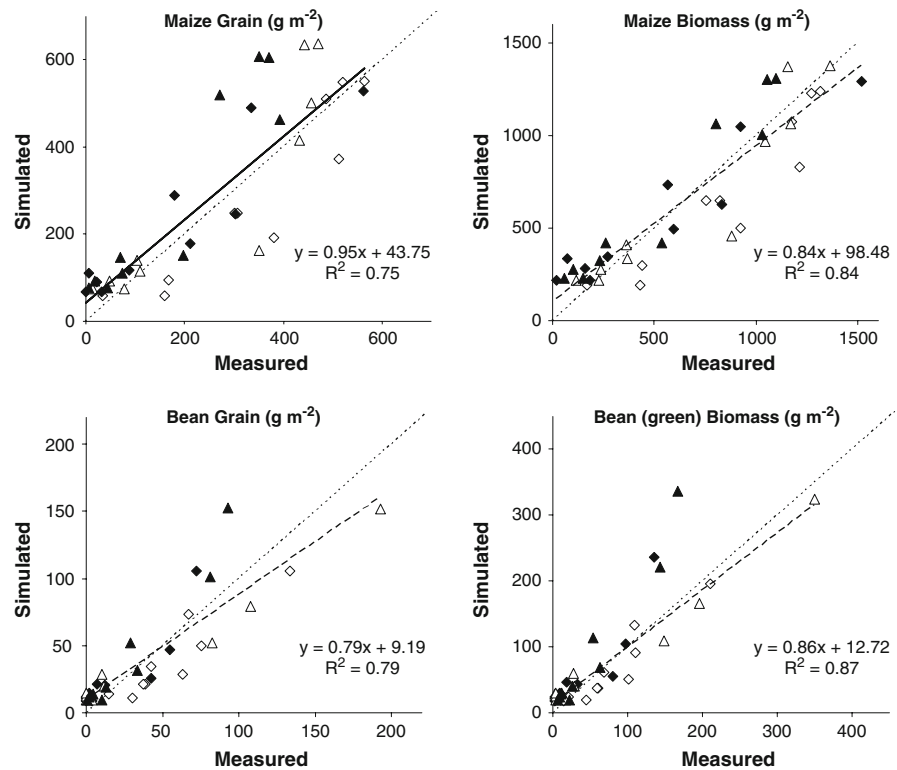 Maize Grain (g m-2)
600
400
200
0
0 200 400 600
Simulated
Measured
y = 0.95x + 43.75
R2 = 0.75
Maize Biomass (g m-2)
1500
1000
500
0
0 500 1000 1500
Simulated
Measured
y = 0.84x + 98.48
R2 = 0.84
Bean Grain (g m-2)
200
150
100
50
0
0 50 100 150 200
Simulated
Measured
y = 0.79x + 9.19
R2 = 0.79
Bean (green) Biomass (g m-2)
400
300
200
100
0
0 100 200 300 400
Simulated
Measured
y = 0.86x + 12.72
R2 = 0.87